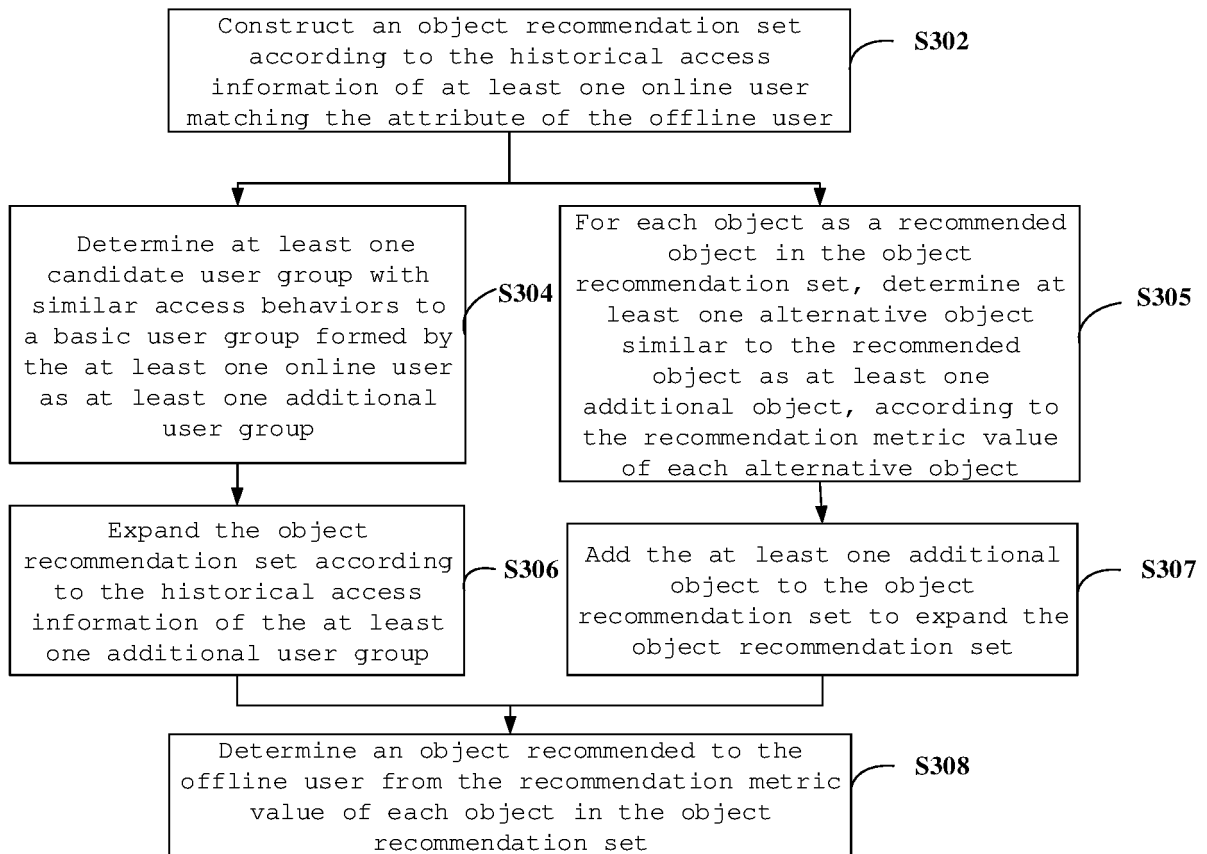 Construct an object recommendation set
according to the historical access
information of at least one online user
matching the attribute of the offline user
S302
Determine at least one
candidate user group with
similar access behaviors to
a basic user group formed by
the at least one online user
as at least one additional
user group
S304
For each object as a recommended
object in the object
recommendation set, determine at
least one alternative object
similar to the recommended
object as at least one
additional object, according to
the recommendation metric value
of each alternative object
S305
Expand the object
recommendation set according
to the historical access
information of the at least
one additional user group
S306
Add the at least one additional
object to the object
recommendation set to expand the
object recommendation set
S307
Determine an object recommended to the
offline user from the recommendation metric
value of each object in the object
recommendation set
S308